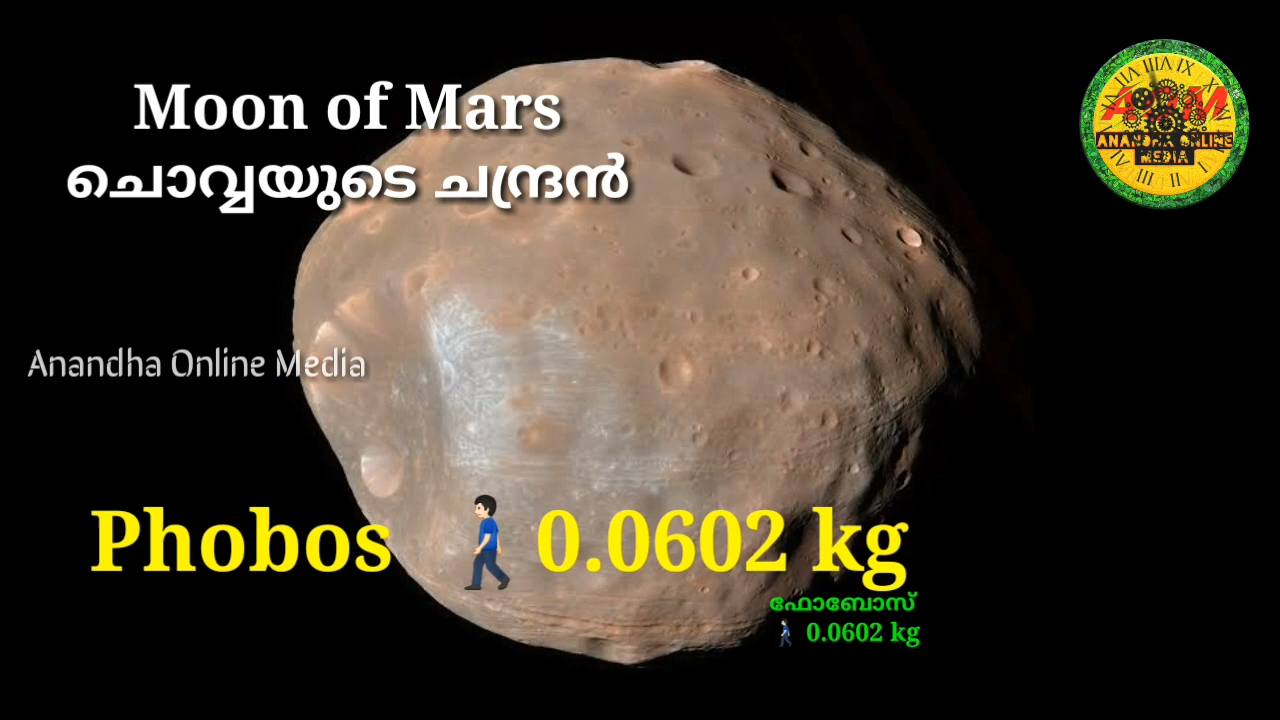 Moon of Mars
ചൊവ്വയുടെ ചന്ദ്രൻ
ANANDHA ONLINE
MEDIA
Anandha Online Media
Phobos 0.0602 kg
ഫോബോസ്
0.0602 kg